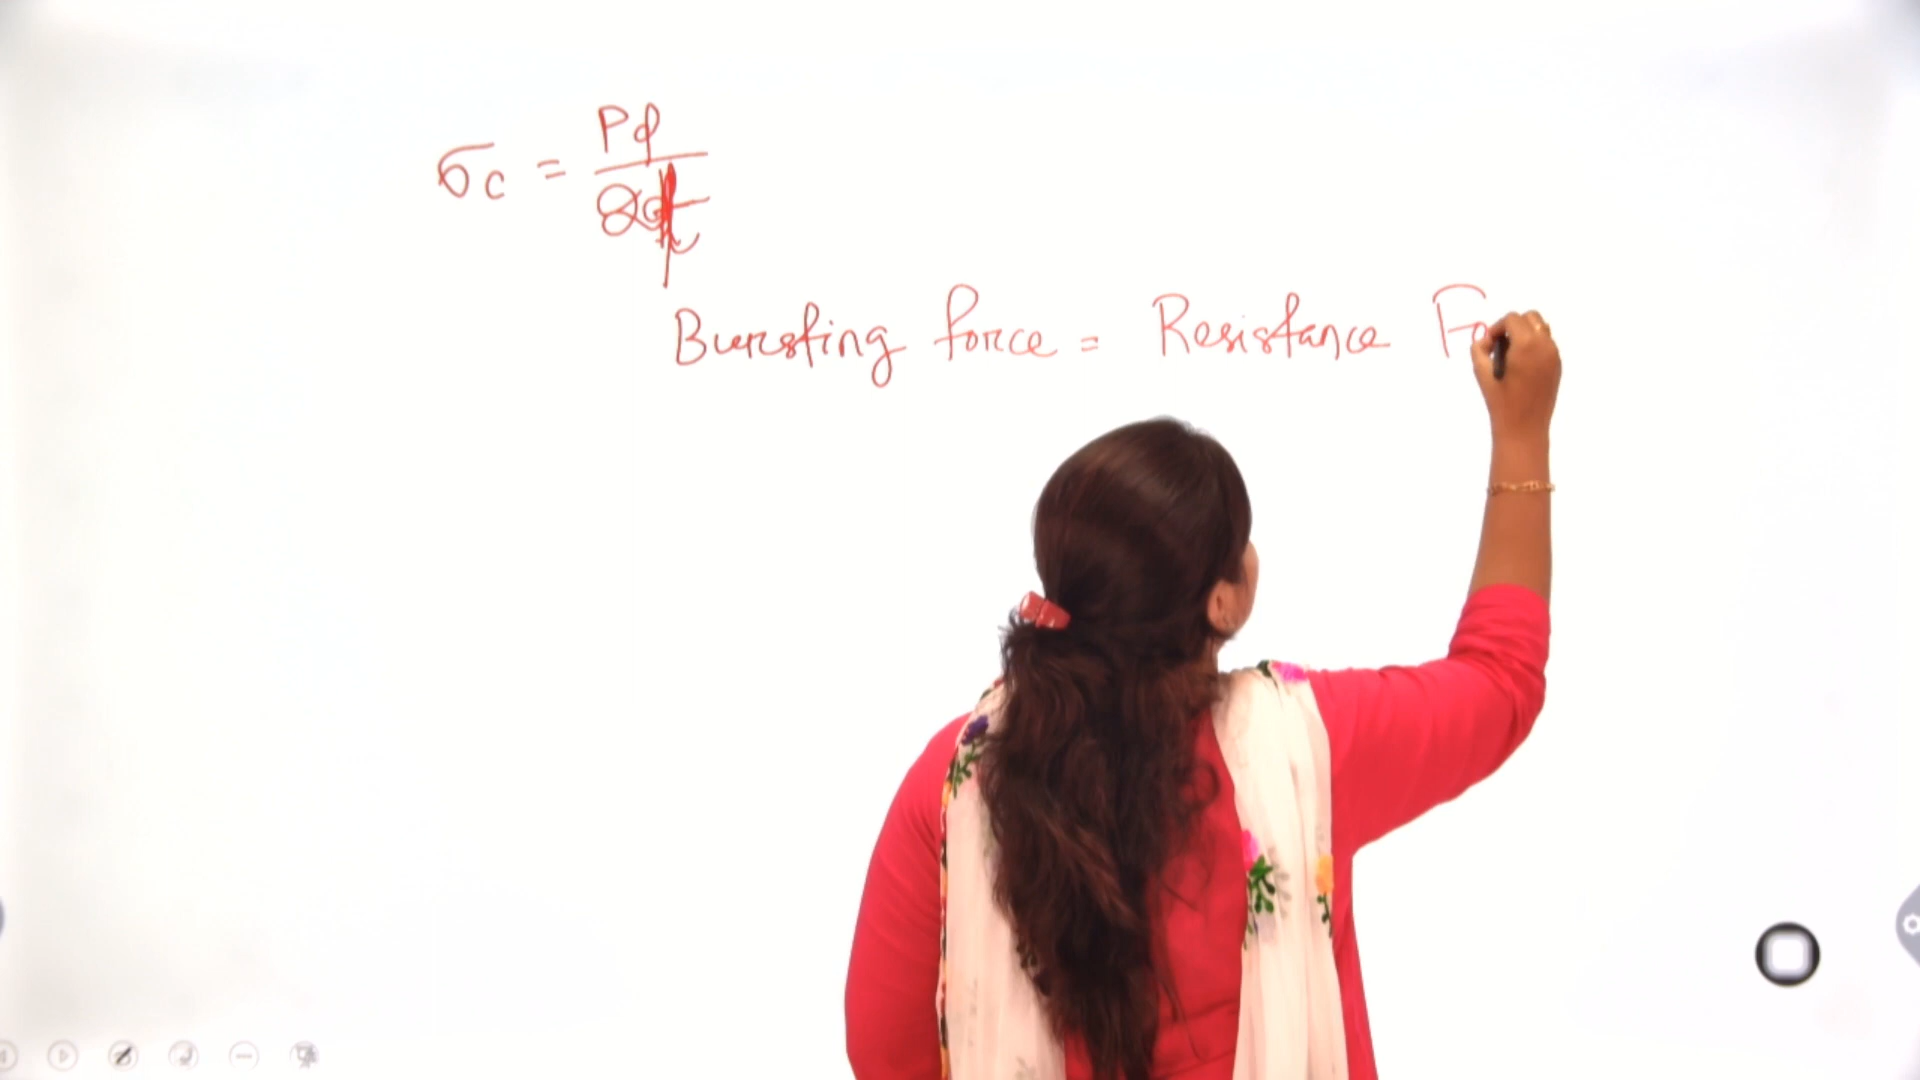 σc = Pd / 2t
Bursting force = Resistance Fo